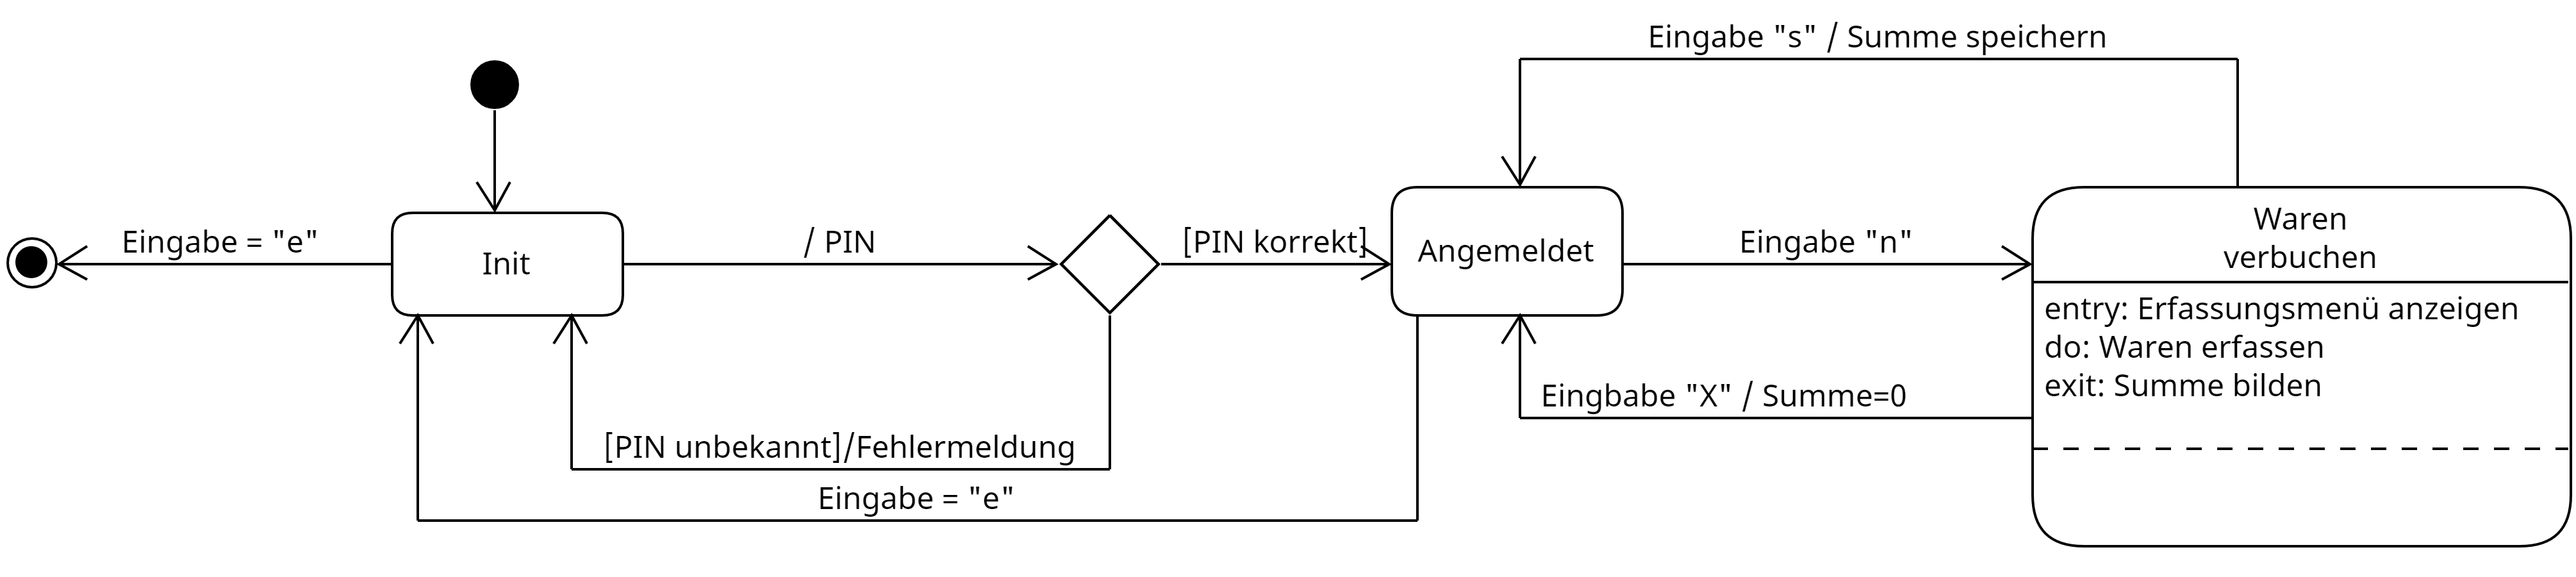 Eingabe "s" / Summe speichern
Eingabe = "e"
Init
/ PIN
[PIN korrekt]
Angemeldet
Eingabe "n"
Waren
verbuchen
entry: Erfassungsmenü anzeigen
do: Waren erfassen
exit: Summe bilden
Eingbabe "X" / Summe=0
[PIN unbekannt]/Fehlermeldung
Eingabe = "e"